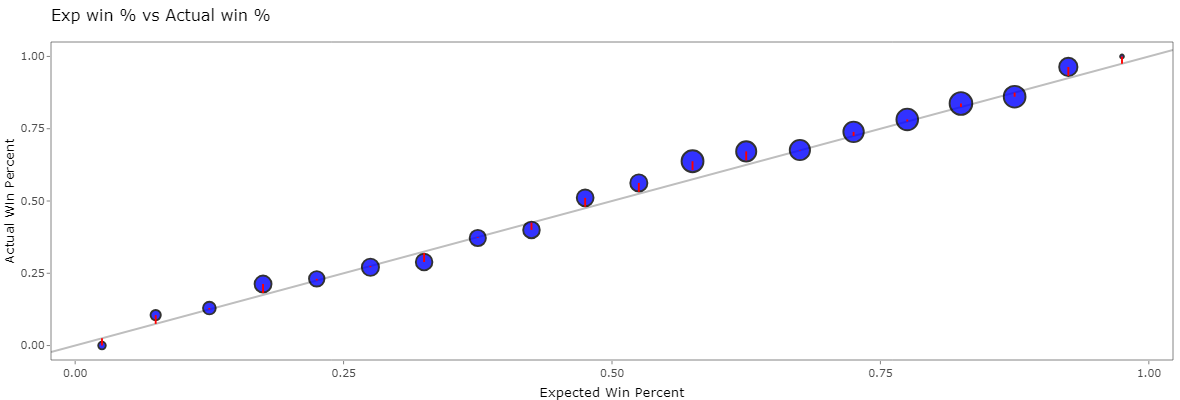 Exp win % vs Actual win %
1.00
0.75
0.50
0.25
0.00
Actual WIn Percent
0.00 0.25 0.50 0.75 1.00
Expected Win Percent